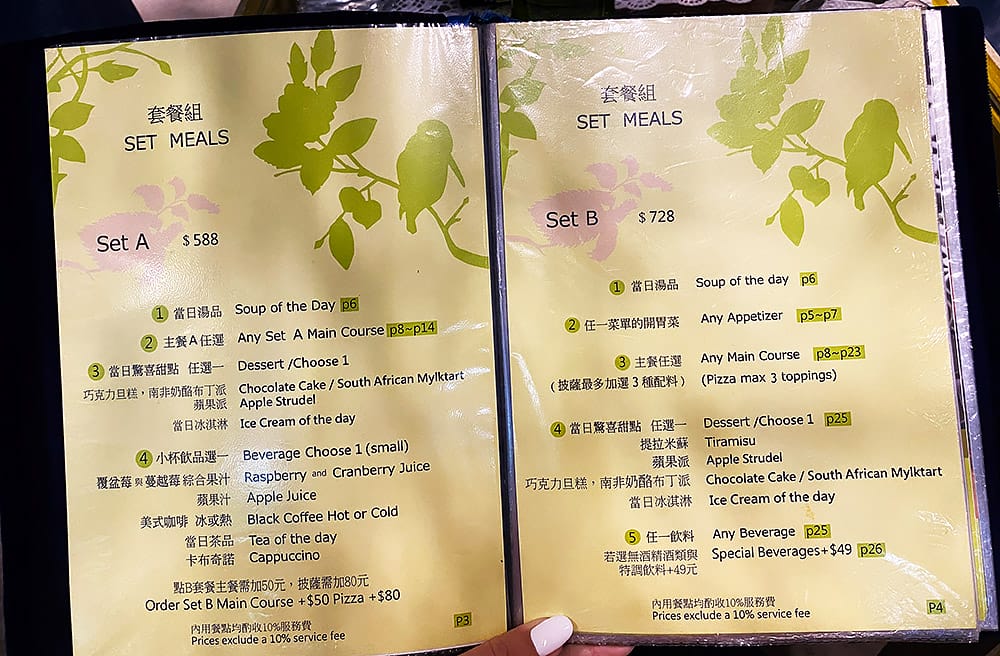 套餐組
SET MEALS
Set A $588
1 當日湯品 Soup of the Day p6
2 主餐A任選 Any Set A Main Course p8~p14
3 當日驚喜甜點 任選一 Dessert /Choose 1
巧克力旦糕，南非奶酪布丁派 Chocolate Cake / South African Mylktart
蘋果派 Apple Strudel
當日冰淇淋 Ice Cream of the day
4 小杯飲品選一 Beverage Choose 1 (small)
覆盆莓與蔓越莓綜合果汁 Raspberry and Cranberry Juice
蘋果汁 Apple Juice
美式咖啡 冰或熱 Black Coffee Hot or Cold
當日茶品 Tea of the day
卡布奇諾 Cappuccino
點B套餐主餐需加50元，披薩需加80元
Order Set B Main Course +$50 Pizza +$80
內用餐點均酌收10%服務費
Prices exclude a 10% service fee
P3
套餐組
SET MEALS
Set B $728
1 當日湯品 Soup of the day p6
2 任一菜單的開胃菜 Any Appetizer p5~p7
3 主餐任選 Any Main Course p8~p23
(披薩最多加選3種配料) (Pizza max 3 toppings)
4 當日驚喜甜點 任選一 Dessert /Choose 1 p25
提拉米蘇 Tiramisu
蘋果派 Apple Strudel
巧克力旦糕，南非奶酪布丁派 Chocolate Cake / South African Mylktart
當日冰淇淋 Ice Cream of the day
5 任一飲料 Any Beverage p25
若選無酒精酒類與 Special Beverages+$49 p26
特調飲料+49元
內用餐點均酌收10%服務費
Prices exclude a 10% service fee
P4